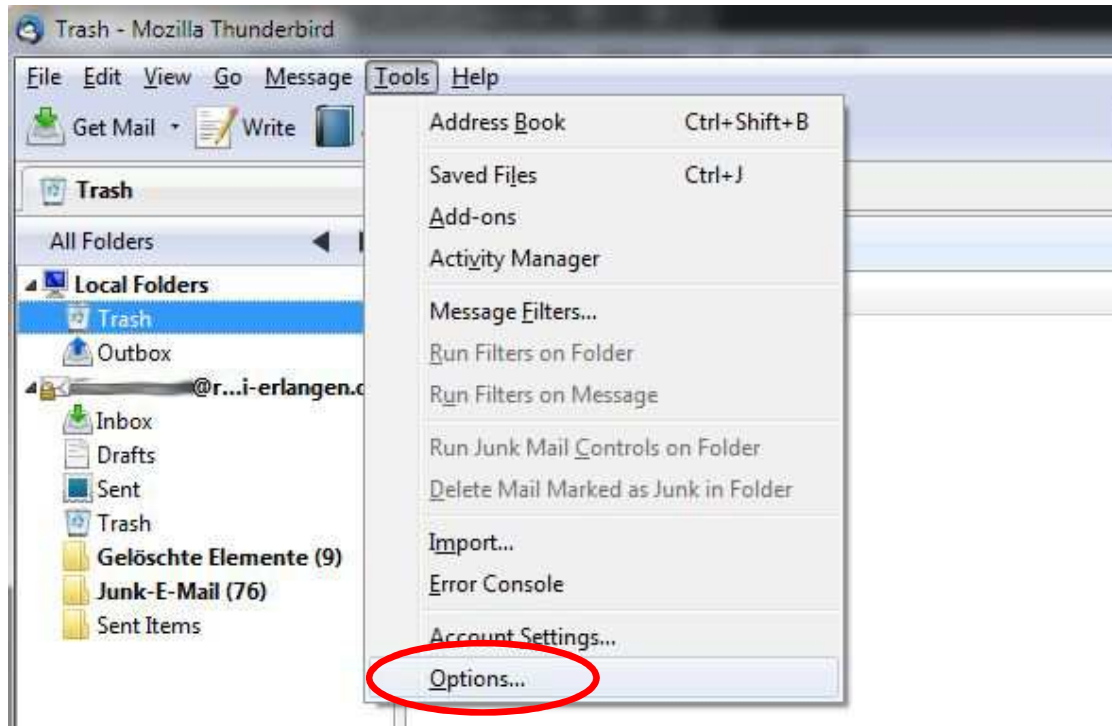 Trash - Mozilla Thunderbird
File Edit View Go Message Tools Help
Get Mail Write
Address Book Ctrl+Shift+B
Saved Files Ctrl+J
Add-ons
Activity Manager
Message Filters...
Run Filters on Folder
Run Filters on Message
Run Junk Mail Controls on Folder
Delete Mail Marked as Junk in Folder
Import...
Error Console
Account Settings...
Options...
Trash
All Folders
Local Folders
Trash
Outbox
@r...i-erlangen.
Inbox
Drafts
Sent
Trash
Gelöschte Elemente (9)
Junk-E-Mail (76)
Sent Items